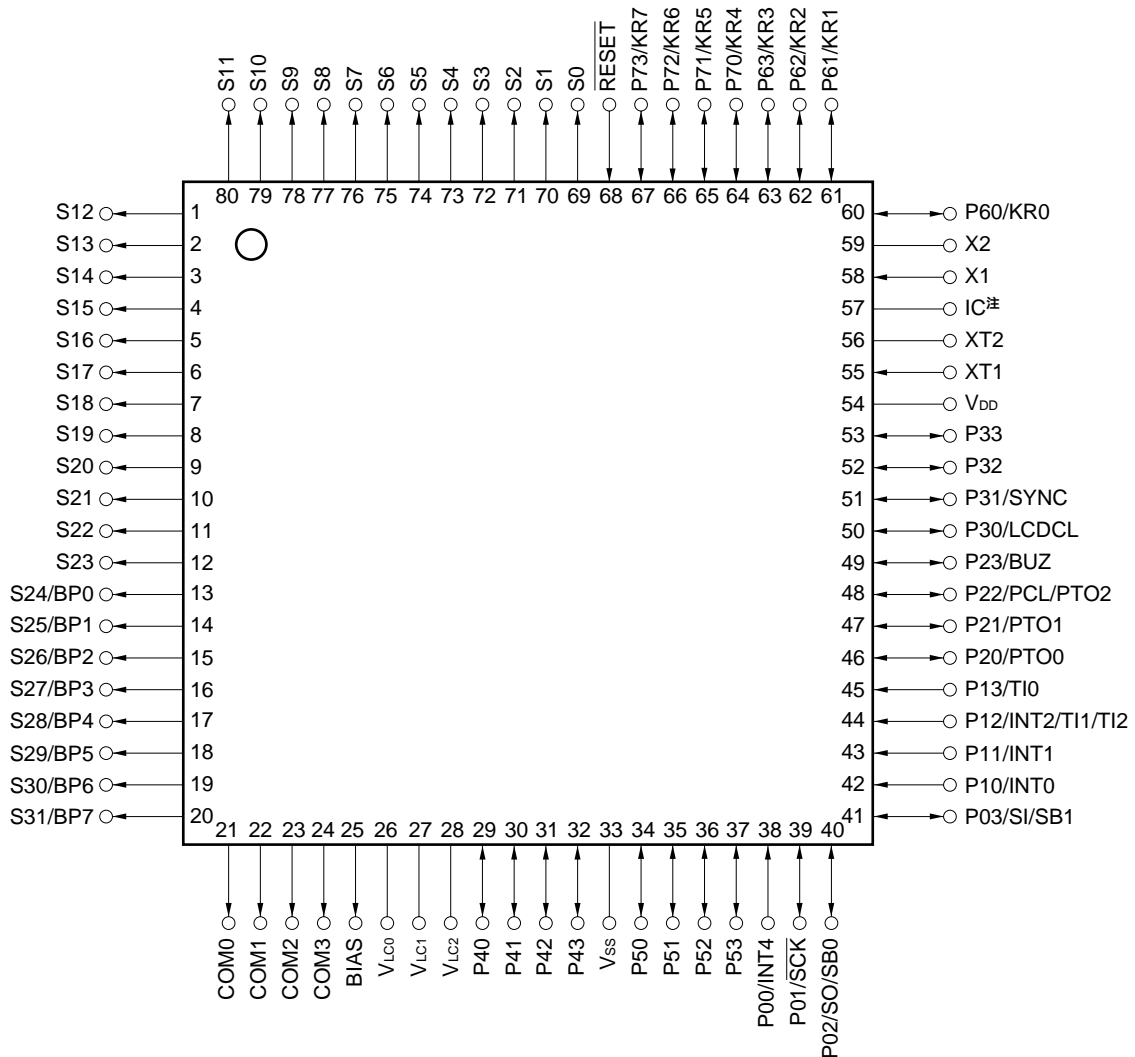 S11
S10
S9
S8
S7
S6
S5
S4
S3
S2
S1
S0
RESET
P73/KR7
P72/KR6
P71/KR5
P70/KR4
P63/KR3
P62/KR2
P61/KR1
80
79
78
77
76
75
74
73
72
71
70
69
68
67
66
65
64
63
62
61
S12 1
S13 2
S14 3
S15 4
S16 5
S17 6
S18 7
S19 8
S20 9
S21 10
S22 11
S23 12
S24/BP0 13
S25/BP1 14
S26/BP2 15
S27/BP3 16
S28/BP4 17
S29/BP5 18
S30/BP6 19
S31/BP7 20
60 P60/KR0
59 X2
58 X1
57 IC注
56 XT2
55 XT1
54 VDD
53 P33
52 P32
51 P31/SYNC
50 P30/LCDCL
49 P23/BUZ
48 P22/PCL/PTO2
47 P21/PTO1
46 P20/PTO0
45 P13/TI0
44 P12/INT2/TI1/TI2
43 P11/INT1
42 P10/INT0
41 P03/SI/SB1
21
22
23
24
25
26
27
28
29
30
31
32
33
34
35
36
37
38
39
40
COM0
COM1
COM2
COM3
BIAS
VLC0
VLC1
VLC2
P40
P41
P42
P43
VSS
P50
P51
P52
P53
P00/INT4
P01/SCK
P02/SO/SB0